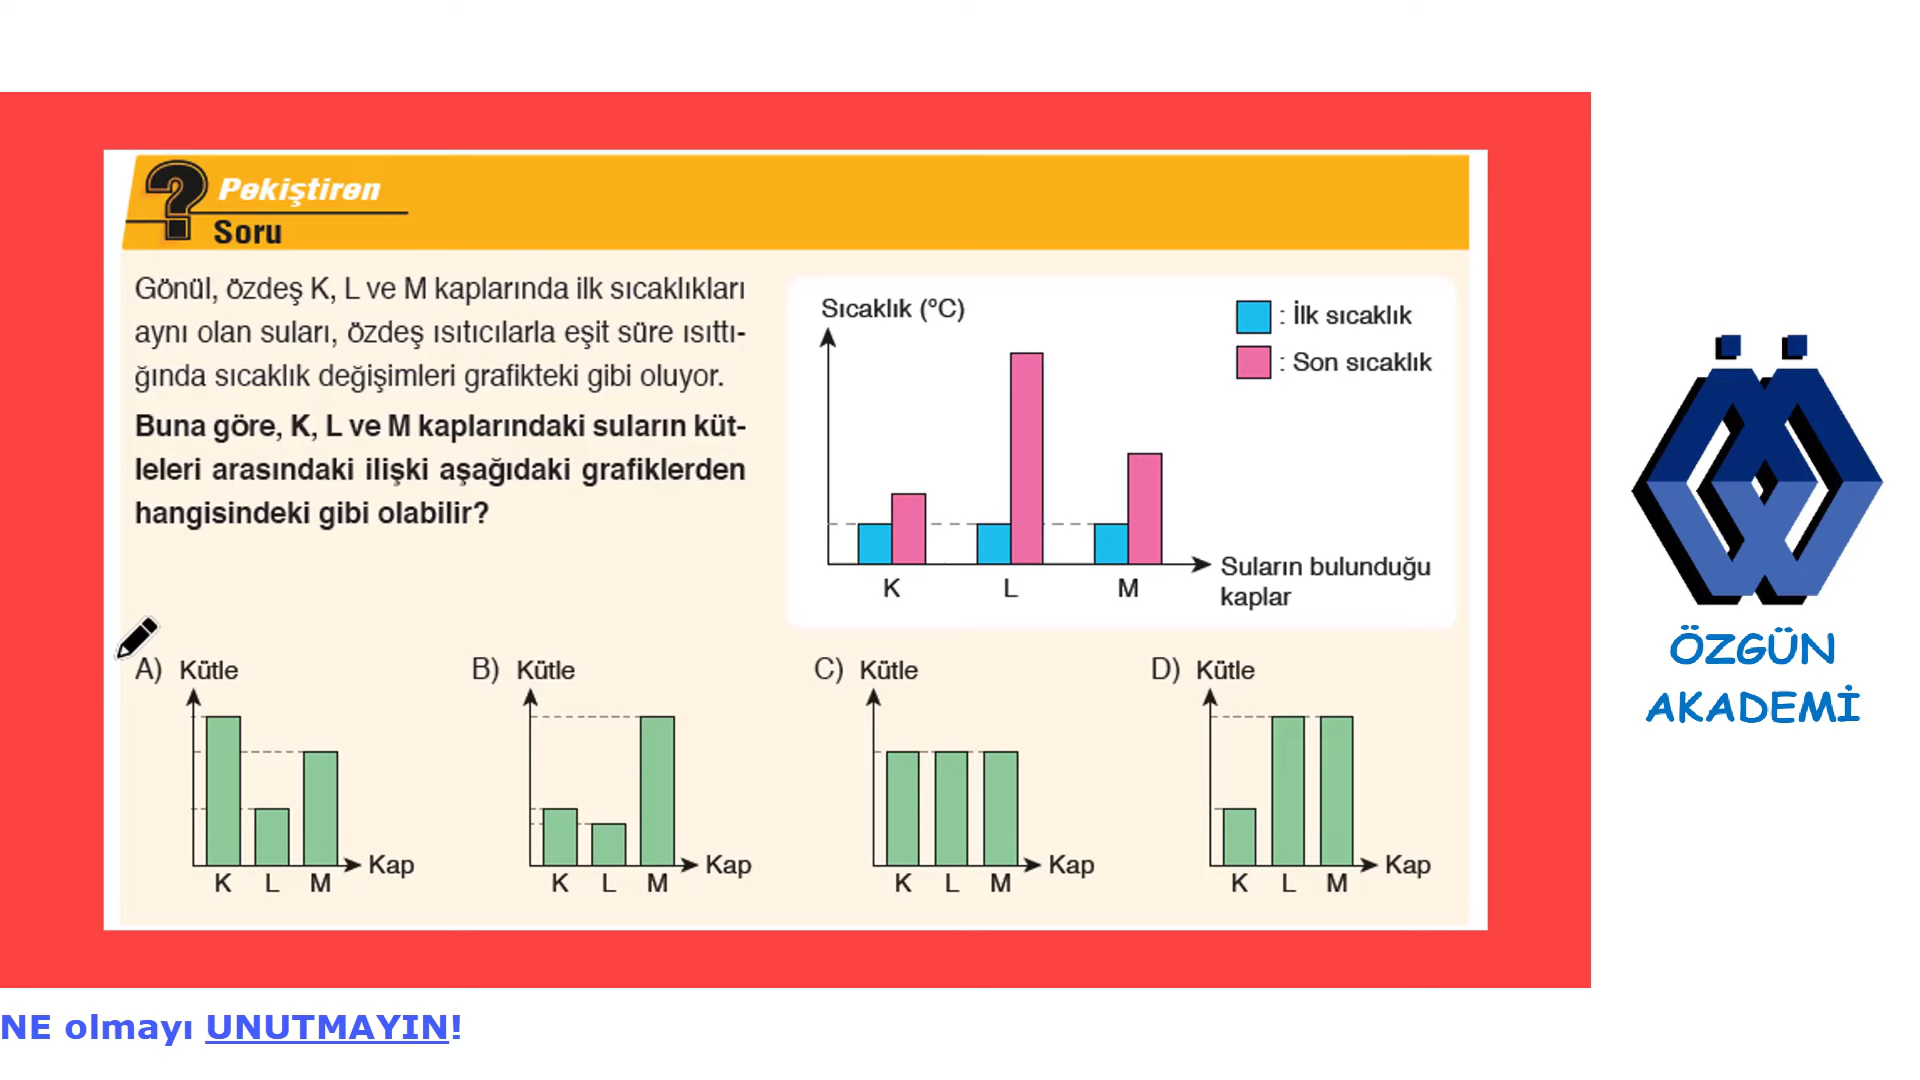 Pekiştiren
Soru
Gönül, özdeş K, L ve M kaplarında ilk sıcaklıkları
aynı olan suları, özdeş ısıtıcılarla eşit süre ısıttı-
ğında sıcaklık değişimleri grafikteki gibi oluyor.
Buna göre, K, L ve M kaplarındaki suların küt-
leleri arasındaki ilişki aşağıdaki grafiklerden
hangisindeki gibi olabilir?
Sıcaklık (°C)
: İlk sıcaklık
: Son sıcaklık
K L M
Suların bulunduğu
kaplar
A) Kütle
K L M
Kap
B) Kütle
K L M
Kap
C) Kütle
K L M
Kap
D) Kütle
K L M
Kap
ÖZGÜN
AKADEMİ
NE olmayı UNUTMAYIN!